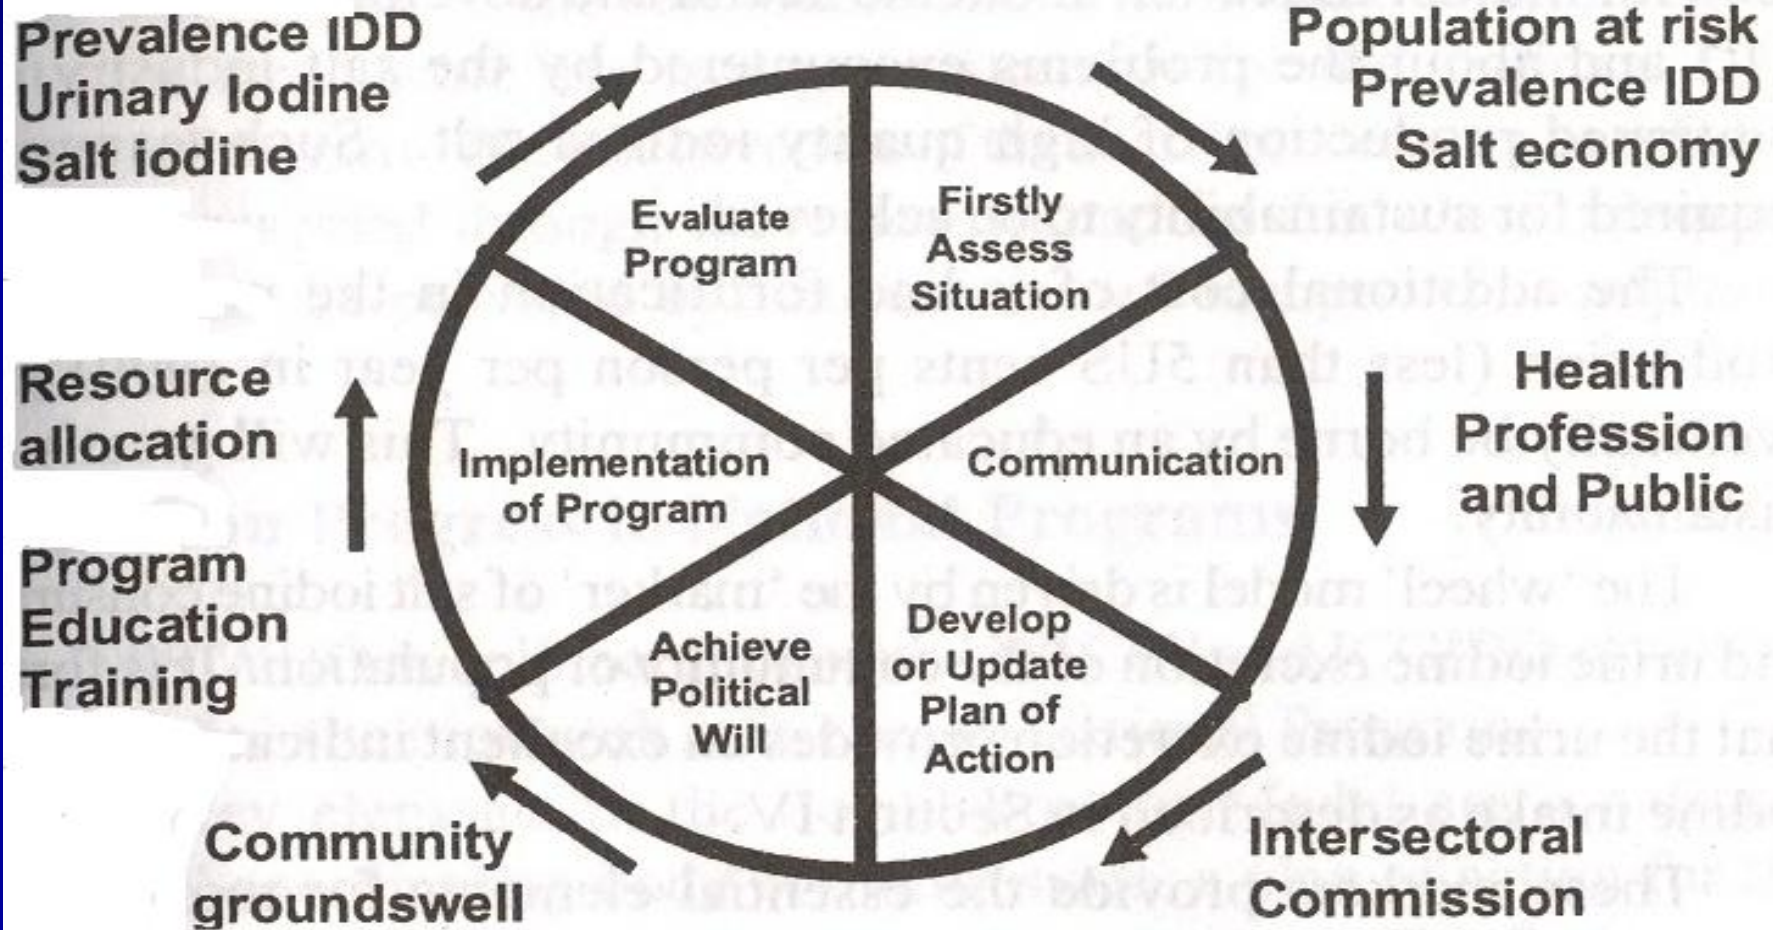 Prevalence IDD
Urinary Iodine
Salt iodine
Population at risk
Prevalence IDD
Salt economy
Evaluate
Program
Firstly
Assess
Situation
Resource
allocation
Health
Profession
and Public
Implementation
of Program
Communication
Program
Education
Training
Achieve
Political
Will
Develop
or Update
Plan of
Action
Community
groundswell
Intersectoral
Commission